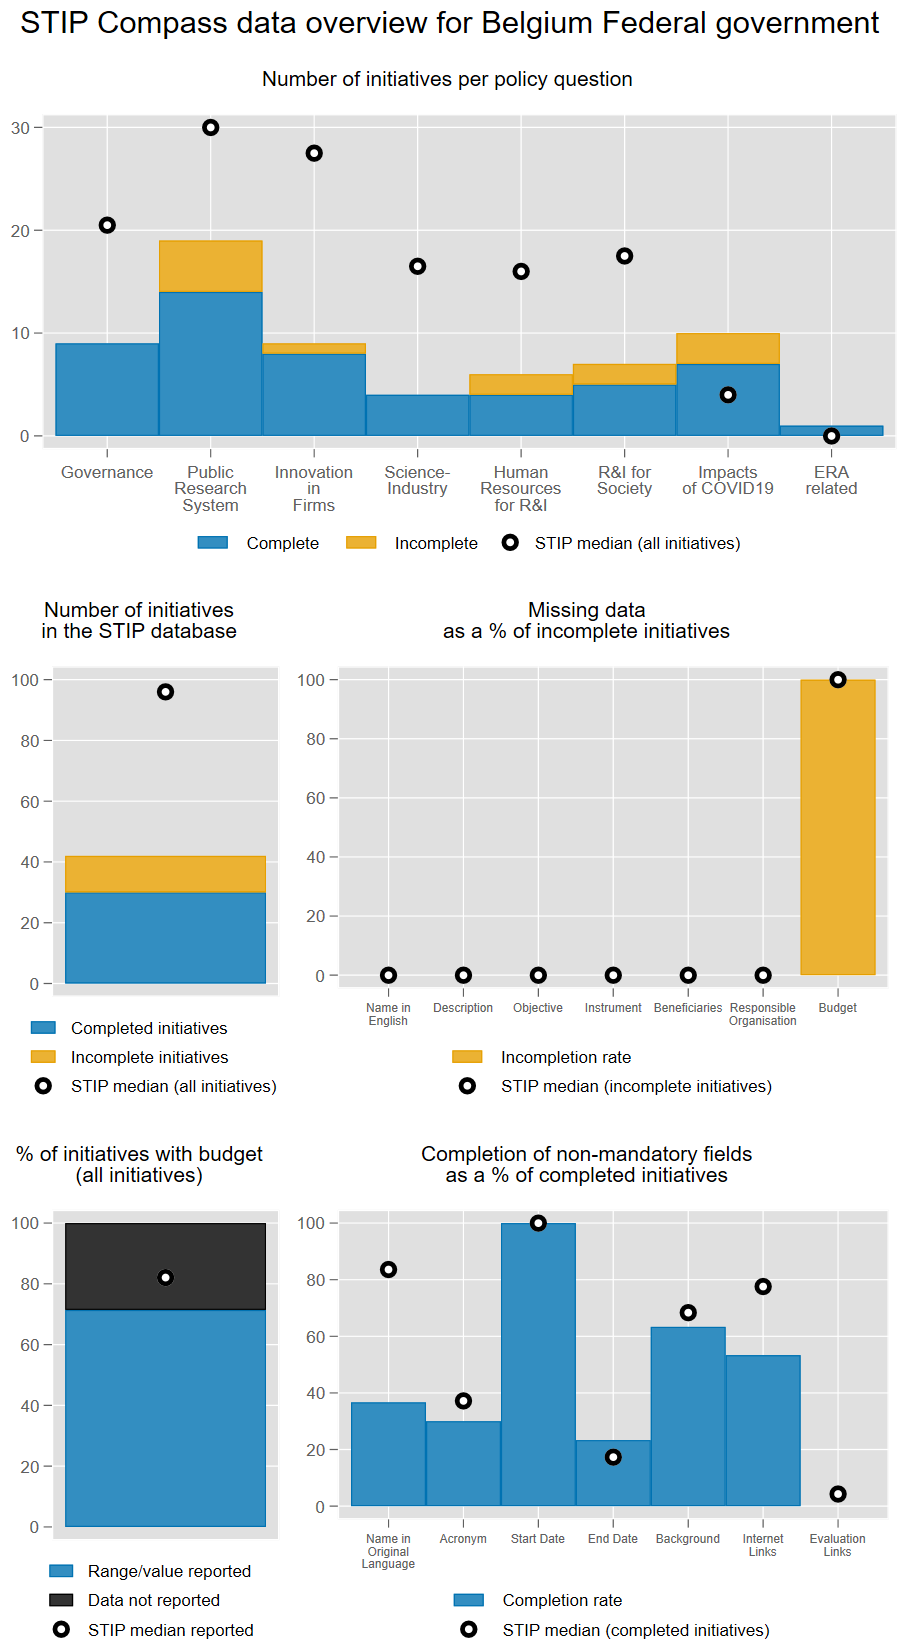 STIP Compass data overview for Belgium Federal government
Number of initiatives per policy question
30
20
10
0
Governance
Public
Research
System
Innovation
in
Firms
Science-
Industry
Human
Resources
for R&I
R&I for
Society
Impacts
of COVID19
ERA
related
Complete
Incomplete
STIP median (all initiatives)
Number of initiatives
in the STIP database
100
80
60
40
20
0
Completed initiatives
Incomplete initiatives
STIP median (all initiatives)
Missing data
as a % of incomplete initiatives
100
80
60
40
20
0
Name in
English
Description
Objective
Instrument
Beneficiaries
Responsible
Organisation
Budget
Incompletion rate
STIP median (incomplete initiatives)
% of initiatives with budget
(all initiatives)
100
80
60
40
20
0
Range/value reported
Data not reported
STIP median reported
Completion of non-mandatory fields
as a % of completed initiatives
100
80
60
40
20
0
Name in
Original
Language
Acronym
Start Date
End Date
Background
Internet
Links
Evaluation
Links
Completion rate
STIP median (completed initiatives)